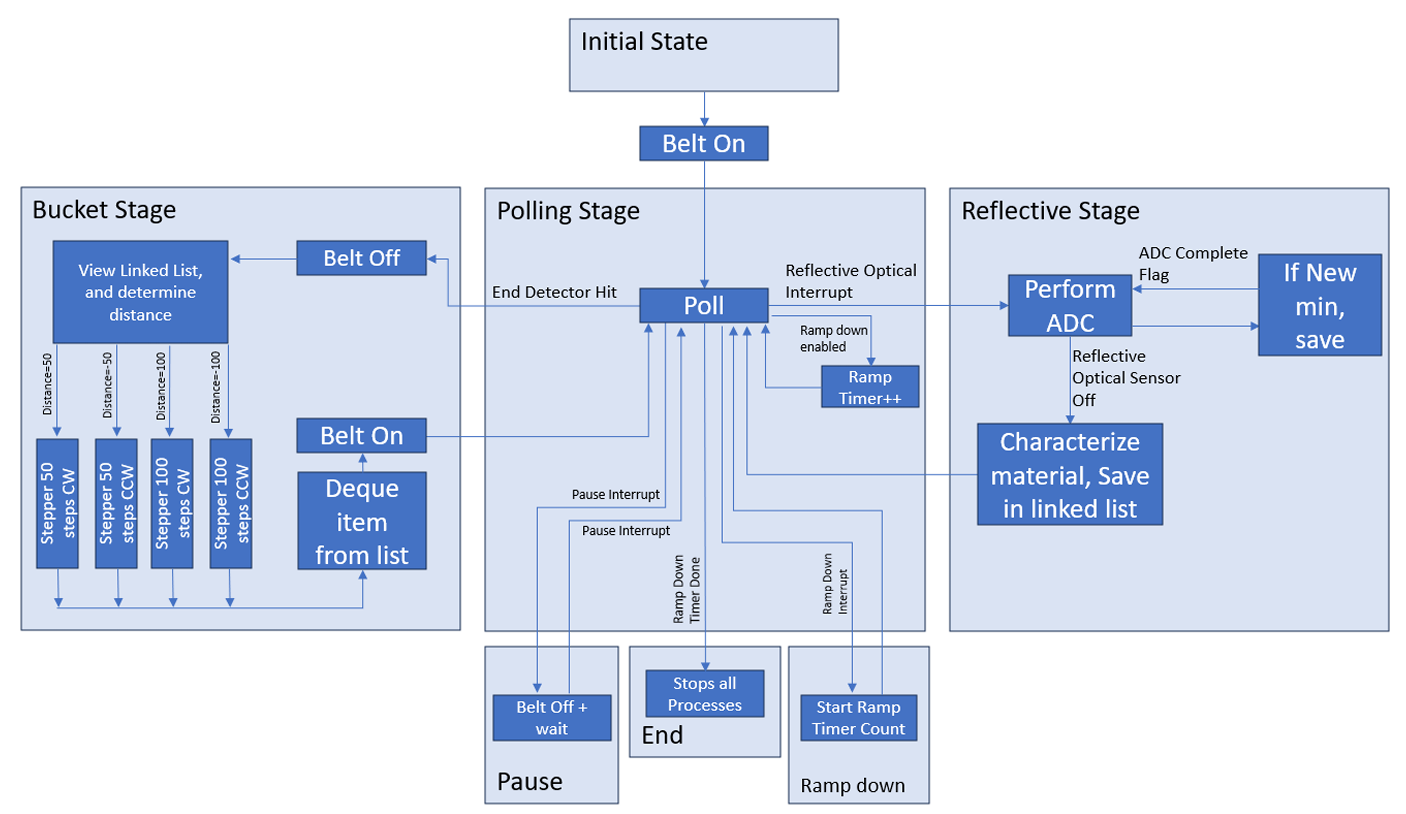 Initial State
Belt On
Bucket Stage
View Linked List,
and determine
distance
Belt Off
Distance=50
Distance=-50
Distance=100
Distance=-100
Stepper 50
steps CW
Stepper 50
steps CCW
Stepper 100
steps CW
Stepper 100
steps CCW
Belt On
Deque
item
from list
Polling Stage
End Detector Hit
Poll
Reflective Optical
Interrupt
Ramp down
enabled
Ramp
Timer++
Pause Interrupt
Pause Interrupt
Ramp Down
Timer Done
Ramp Down
Interrupt
Reflective Stage
ADC Complete
Flag
Perform
ADC
If New
min,
save
Reflective
Optical Sensor
Off
Characterize
material, Save
in linked list
Belt Off +
wait
Pause
Stops all
Processes
End
Start Ramp
Timer Count
Ramp down